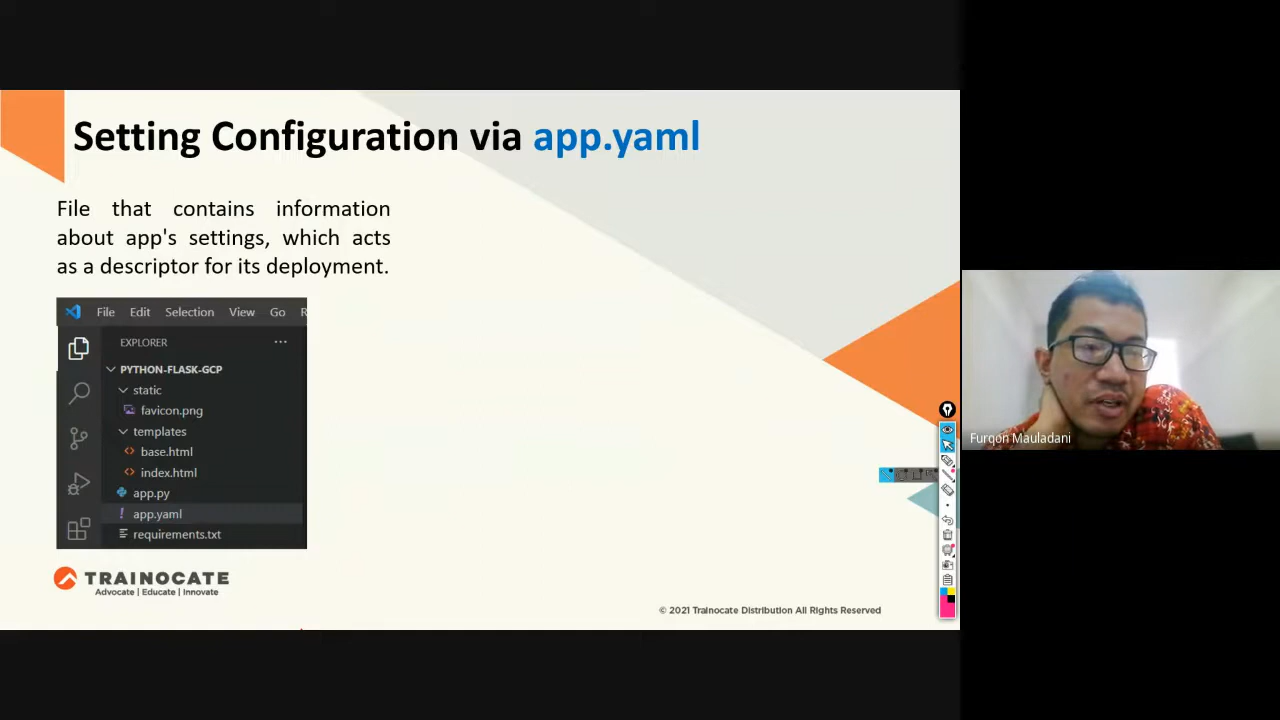 Setting Configuration via app.yaml
File that contains information
about app's settings, which acts
as a descriptor for its deployment.
File Edit Selection View Go R
EXPLORER
PYTHON-FLASK-GCP
static
favicon.png
templates
base.html
index.html
app.py
app.yaml
requirements.txt
TRAINOCATE
Advocate | Educate | Innovate
© 2021 Trainocate Distribution All Rights Reserved
Furqon Mauladani